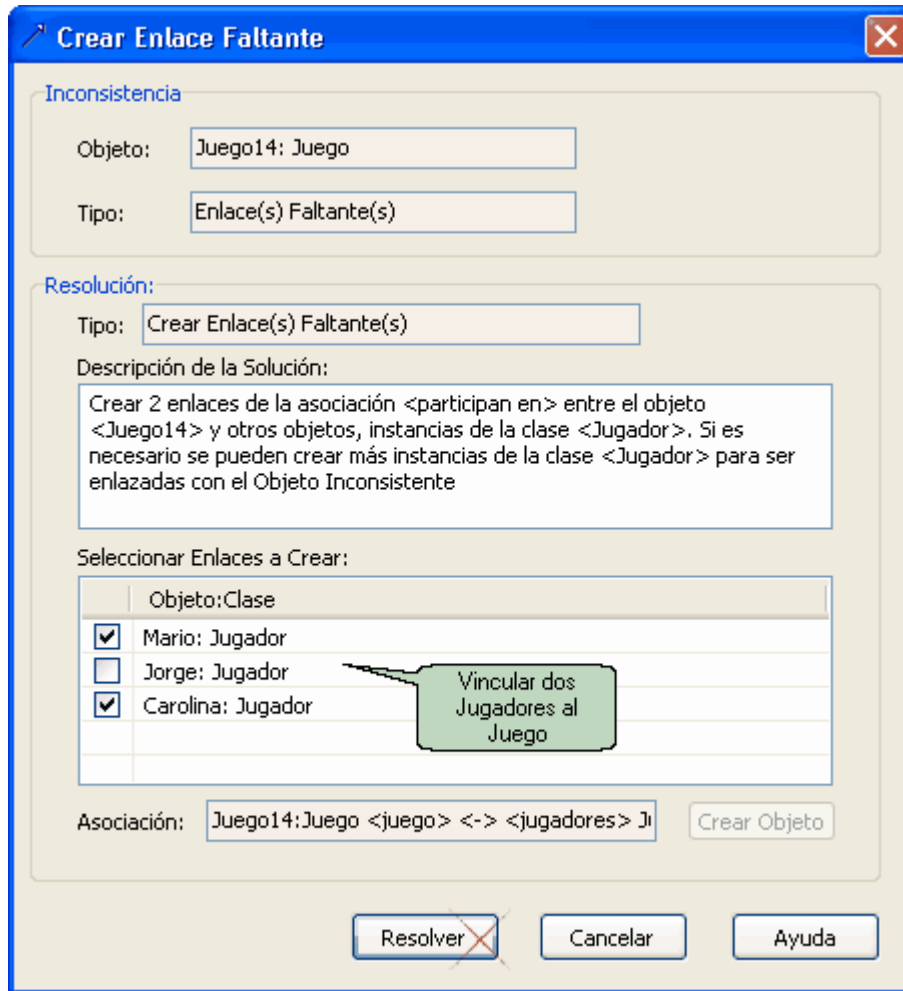 Crear Enlace Faltante
Inconsistencia
Objeto: Juego14: Juego
Tipo: Enlace(s) Faltante(s)
Resolución:
Tipo: Crear Enlace(s) Faltante(s)
Descripción de la Solución:
Crear 2 enlaces de la asociación <participan en> entre el objeto
<Juego14> y otros objetos, instancias de la clase <Jugador>. Si es
necesario se pueden crear más instancias de la clase <Jugador> para ser
enlazadas con el Objeto Inconsistente
Seleccionar Enlaces a Crear:
Objeto:Clase
Mario: Jugador
Jorge: Jugador
Carolina: Jugador
Vincular dos
Jugadores al
Juego
Asociación: Juego14:Juego <juego> <-> <jugadores> Crear Objeto
Resolver Cancelar Ayuda